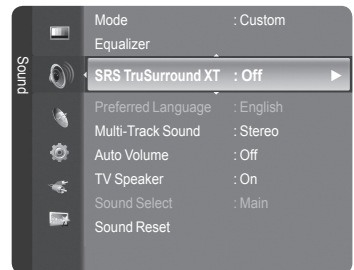 Sound
Mode : Custom
Equalizer
SRS TruSurround XT : Off
Preferred Language : English
Multi-Track Sound : Stereo
Auto Volume : Off
TV Speaker : On
Sound Select : Main
Sound Reset